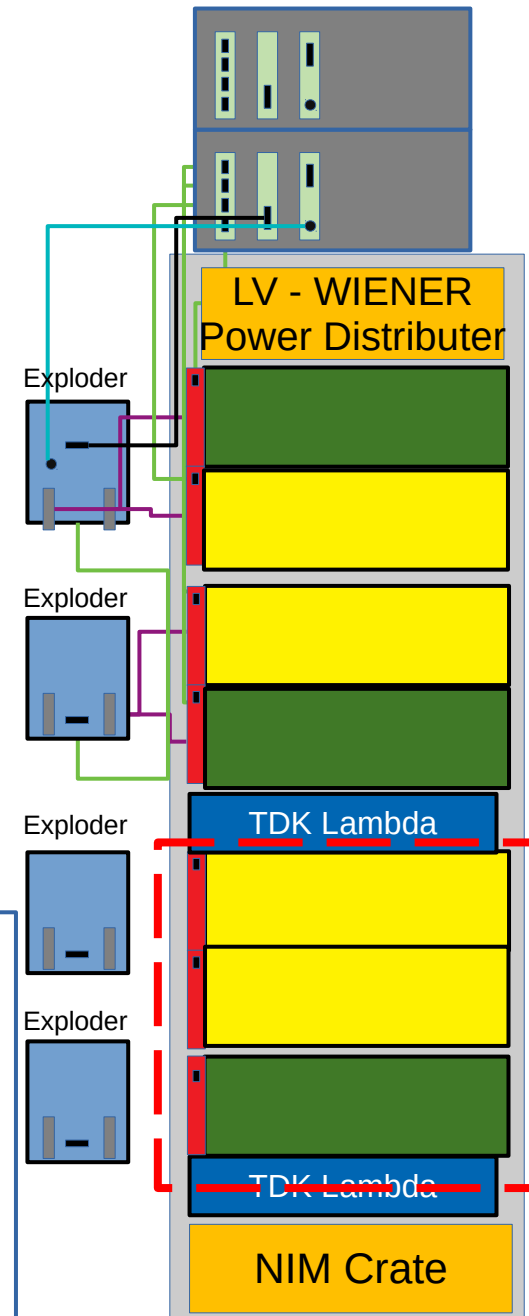 LV - WIENER
Power Distributer
Exploder
Exploder
TDK Lambda
Exploder
Exploder
TDK Lambda
NIM Crate